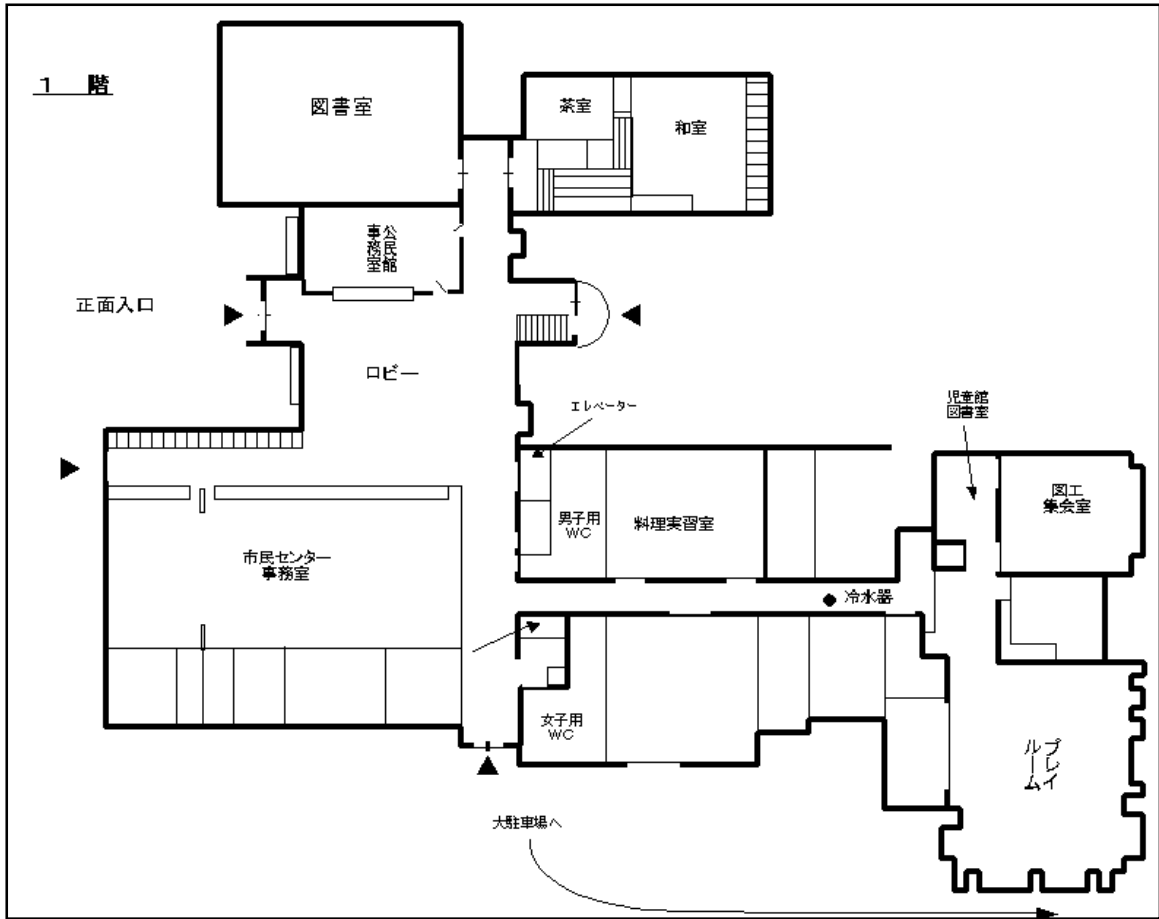 1 階
図書室
茶室
和室
公民館
事務室
正面入口
ロビー
エレベーター
児童館
図書室
図工
集会室
男子用
WC
料理実習室
市民センター
事務室
冷水器
女子用
WC
プレイ
ルーム
大駐車場へ